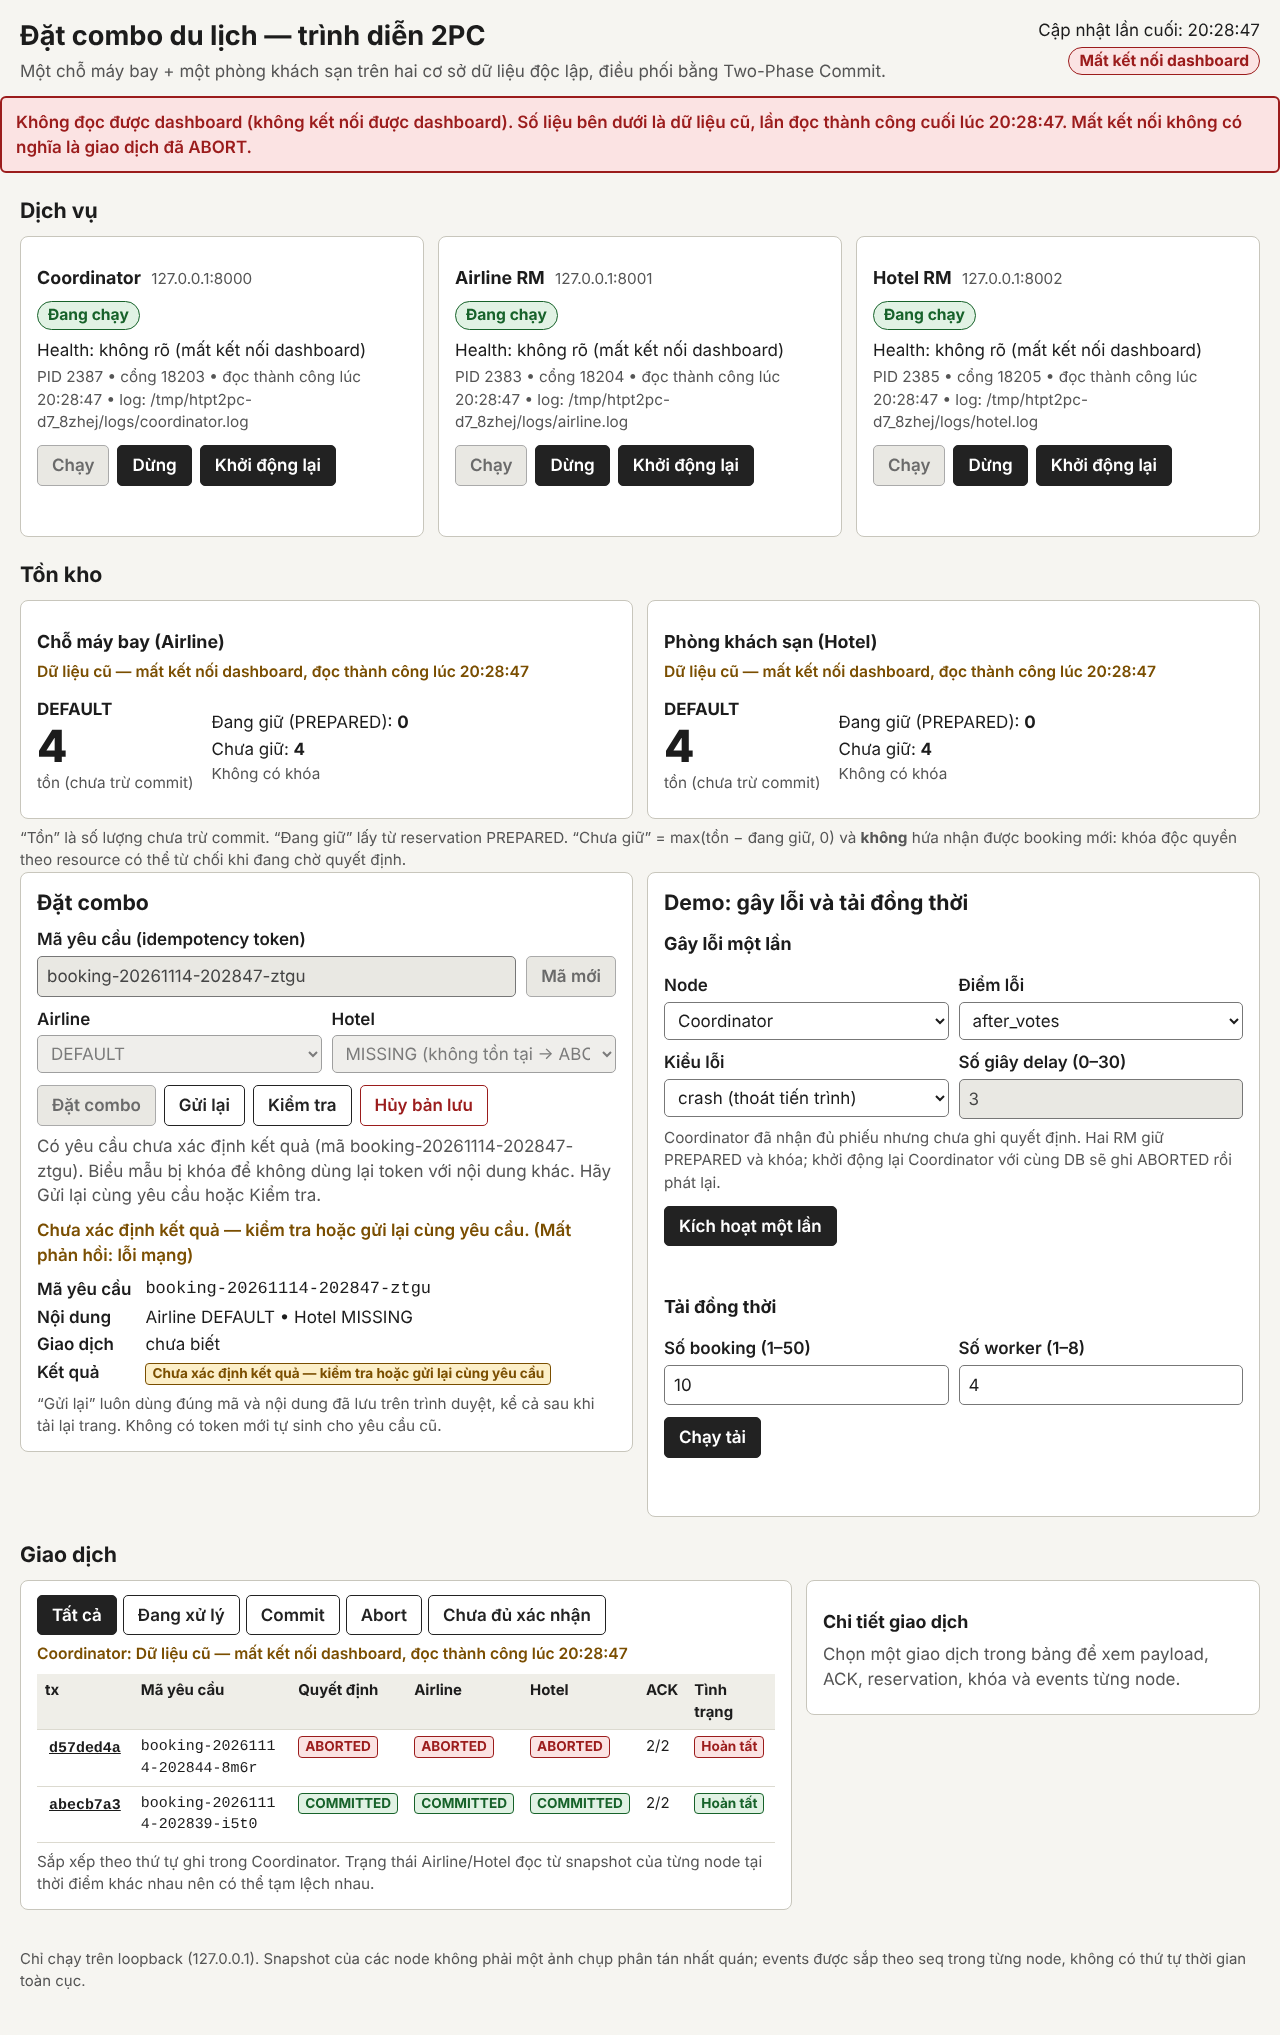 Đặt combo du lịch — trình diễn 2PC
Một chỗ máy bay + một phòng khách sạn trên hai cơ sở dữ liệu độc lập, điều phối bằng Two-Phase Commit.
Cập nhật lần cuối: 20:28:47
Mất kết nối dashboard
Không đọc được dashboard (không kết nối được dashboard). Số liệu bên dưới là dữ liệu cũ, lần đọc thành công cuối lúc 20:28:47. Mất kết nối không có
nghĩa là giao dịch đã ABORT.
Dịch vụ
Coordinator 127.0.0.1:8000
Đang chạy
Health: không rõ (mất kết nối dashboard)
PID 2387 • cổng 18203 • đọc thành công lúc
20:28:47 • log: /tmp/htpt2pc-
d7_8zhej/logs/coordinator.log
Chạy Dừng Khởi động lại
Airline RM 127.0.0.1:8001
Đang chạy
Health: không rõ (mất kết nối dashboard)
PID 2383 • cổng 18204 • đọc thành công lúc
20:28:47 • log: /tmp/htpt2pc-
d7_8zhej/logs/airline.log
Chạy Dừng Khởi động lại
Hotel RM 127.0.0.1:8002
Đang chạy
Health: không rõ (mất kết nối dashboard)
PID 2385 • cổng 18205 • đọc thành công lúc
20:28:47 • log: /tmp/htpt2pc-
d7_8zhej/logs/hotel.log
Chạy Dừng Khởi động lại
Tồn kho
Chỗ máy bay (Airline)
Dữ liệu cũ — mất kết nối dashboard, đọc thành công lúc 20:28:47
DEFAULT
4
tồn (chưa trừ commit)
Đang giữ (PREPARED): 0
Chưa giữ: 4
Không có khóa
Phòng khách sạn (Hotel)
Dữ liệu cũ — mất kết nối dashboard, đọc thành công lúc 20:28:47
DEFAULT
4
tồn (chưa trừ commit)
Đang giữ (PREPARED): 0
Chưa giữ: 4
Không có khóa
“Tồn” là số lượng chưa trừ commit. “Đang giữ” lấy từ reservation PREPARED. “Chưa giữ” = max(tồn − đang giữ, 0) và không hứa nhận được booking mới: khóa độc quyền
theo resource có thể từ chối khi đang chờ quyết định.
Đặt combo
Mã yêu cầu (idempotency token)
booking-20261114-202847-ztgu Mã mới
Airline Hotel
DEFAULT MISSING (không tồn tại → ABC
Đặt combo Gửi lại Kiểm tra Hủy bản lưu
Có yêu cầu chưa xác định kết quả (mã booking-20261114-202847-
ztgu). Biểu mẫu bị khóa để không dùng lại token với nội dung khác. Hãy
Gửi lại cùng yêu cầu hoặc Kiểm tra.
Chưa xác định kết quả — kiểm tra hoặc gửi lại cùng yêu cầu. (Mất
phản hồi: lỗi mạng)
Mã yêu cầu booking-20261114-202847-ztgu
Nội dung Airline DEFAULT • Hotel MISSING
Giao dịch chưa biết
Kết quả Chưa xác định kết quả — kiểm tra hoặc gửi lại cùng yêu cầu
“Gửi lại” luôn dùng đúng mã và nội dung đã lưu trên trình duyệt, kể cả sau khi
tải lại trang. Không có token mới tự sinh cho yêu cầu cũ.
Demo: gây lỗi và tải đồng thời
Gây lỗi một lần
Node Điểm lỗi
Coordinator after_votes
Kiểu lỗi Số giây delay (0–30)
crash (thoát tiến trình) 3
Coordinator đã nhận đủ phiếu nhưng chưa ghi quyết định. Hai RM giữ
PREPARED và khóa; khởi động lại Coordinator với cùng DB sẽ ghi ABORTED rồi
phát lại.
Kích hoạt một lần
Tải đồng thời
Số booking (1–50) Số worker (1–8)
10 4
Chạy tải
Giao dịch
Tất cả Đang xử lý Commit Abort Chưa đủ xác nhận
Coordinator: Dữ liệu cũ — mất kết nối dashboard, đọc thành công lúc 20:28:47
tx Mã yêu cầu Quyết định Airline Hotel ACK Tình
trạng
d57ded4a booking-2026111 ABORTED ABORTED ABORTED 2/2 Hoàn tất
4-202844-8m6r
abecb7a3 booking-2026111 COMMITTED COMMITTED COMMITTED 2/2 Hoàn tất
4-202839-i5t0
Sắp xếp theo thứ tự ghi trong Coordinator. Trạng thái Airline/Hotel đọc từ snapshot của từng node tại
thời điểm khác nhau nên có thể tạm lệch nhau.
Chi tiết giao dịch
Chọn một giao dịch trong bảng để xem payload,
ACK, reservation, khóa và events từng node.
Chỉ chạy trên loopback (127.0.0.1). Snapshot của các node không phải một ảnh chụp phân tán nhất quán; events được sắp theo seq trong từng node, không có thứ tự thời gian
toàn cục.